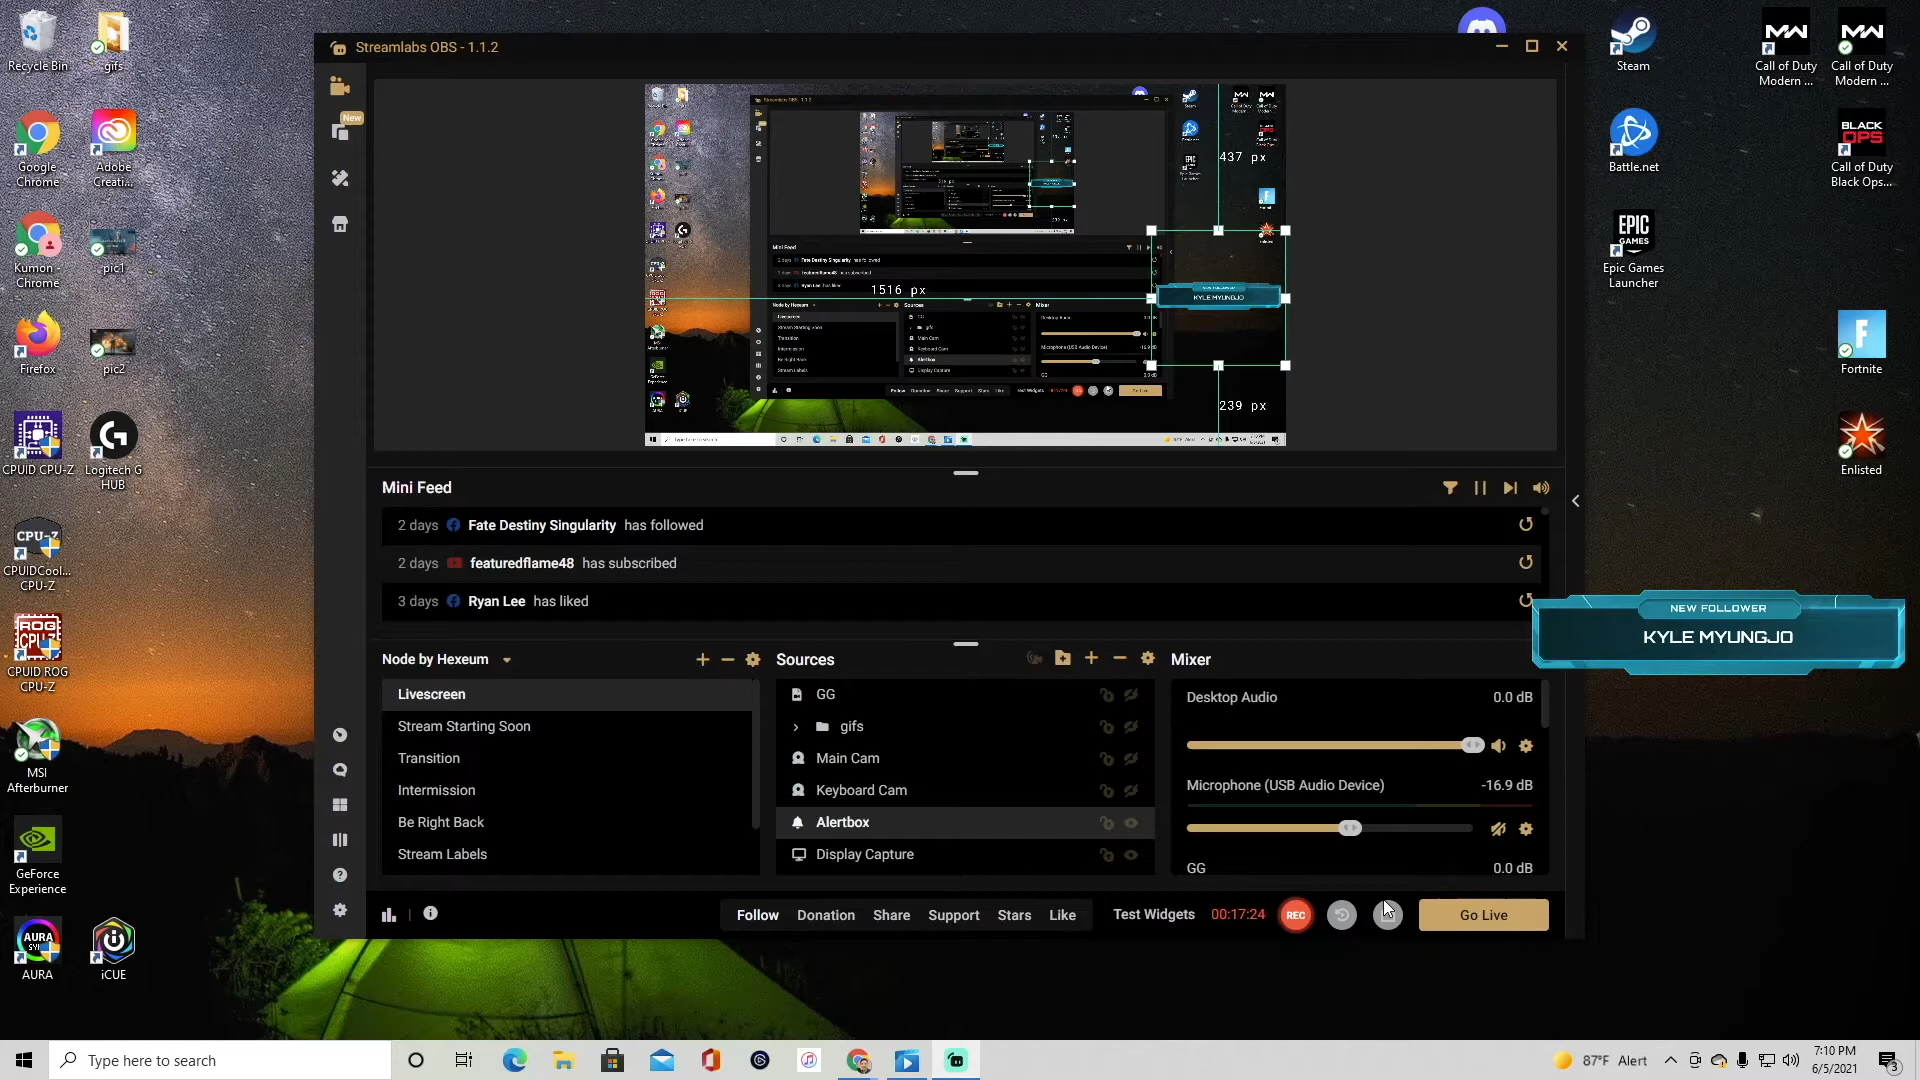 Recycle Bin
gifs
Google Chrome
Adobe Creati...
Kumon - Chrome
pic1
Firefox
pic2
CPUID CPU-Z
Logitech G HUB
CPUIDCool... CPU-Z
CPUID ROG CPU-Z
MSI Afterburner
GeForce Experience
AURA
iCUE
Streamlabs OBS - 1.1.2
New
437 px
1516 px
239 px
Mini Feed
2 days Fate Destiny Singularity has followed
2 days featuredflame48 has subscribed
3 days Ryan Lee has liked
Node by Hexeum
Livescreen
Stream Starting Soon
Transition
Intermission
Be Right Back
Stream Labels
Sources
GG
gifs
Main Cam
Keyboard Cam
Alertbox
Display Capture
Mixer
Desktop Audio 0.0 dB
Microphone (USB Audio Device) -16.9 dB
GG 0.0 dB
Follow Donation Share Support Stars Like
Test Widgets 00:17:24 REC Go Live
NEW FOLLOWER
KYLE MYUNGJO
Steam
Call of Duty Modern ...
Call of Duty Modern ...
Battle.net
BLACK OPS
Call of Duty Black Ops...
EPIC GAMES
Epic Games Launcher
Fortnite
Enlisted
Type here to search
87°F Alert
7:10 PM
6/5/2021
3